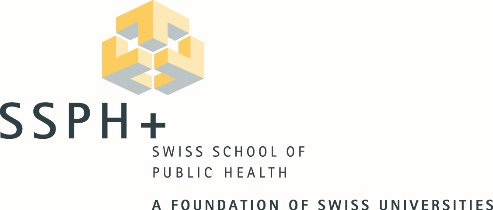 SSPH+
SWISS SCHOOL OF
PUBLIC HEALTH
A FOUNDATION OF SWISS UNIVERSITIES